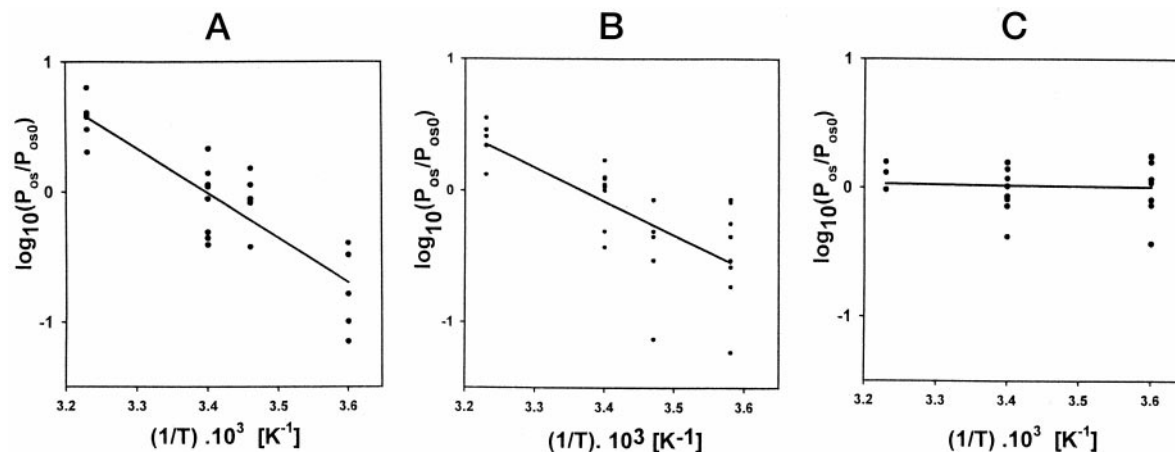 A
log₁₀(Pos/Pos0)
1
0
-1
3.2 3.3 3.4 3.5 3.6
(1/T) .10³ [K⁻¹]
B
log₁₀(Pos/Pos0)
1
0
-1
3.2 3.3 3.4 3.5 3.6
(1/T). 10³ [K-¹]
C
log₁₀(Pos/Pos0)
1
0
-1
3.2 3.3 3.4 3.5 3.6
(1/T) .10³ [K⁻¹]